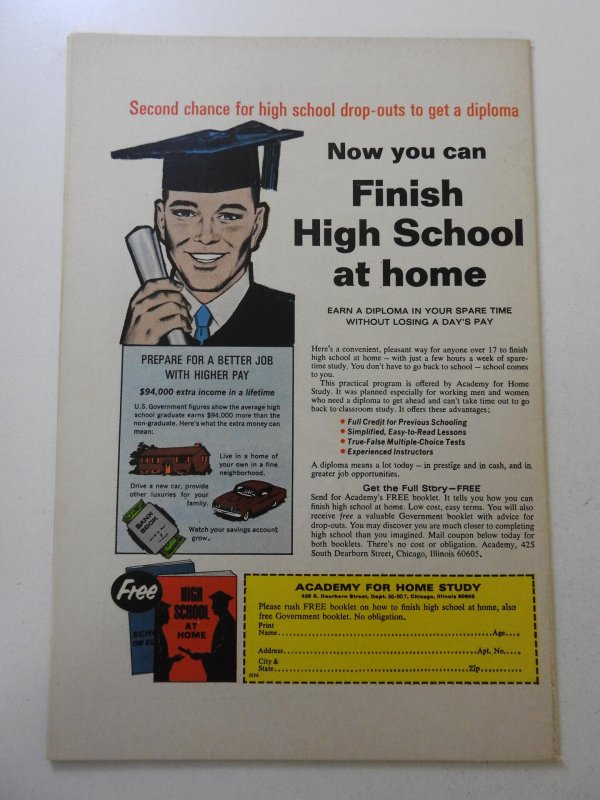 Second chance for high school drop-outs to get a diploma
Now you can
Finish
High School
at home
EARN A DIPLOMA IN YOUR SPARE TIME
WITHOUT LOSING A DAY'S PAY
PREPARE FOR A BETTER JOB
WITH HIGHER PAY
$94,000 extra income in a lifetime
U.S. Government figures show the average high
school graduate earns $94,000 more than the
non-graduate. Here's what the extra money can
mean:
Live in a home of
your own in a fine
neighborhood.
Drive a new car, provide
other luxuries for your
family.
BANK
BOOK
Watch your savings account
grow.
Here's a convenient, pleasant way for anyone over 17 to finish
high school at home – with just a few hours a week of spare-
time study. You don't have to go back to school – school comes
to you.
This practical program is offered by Academy for Home
Study. It was planned especially for working men and women
who need a diploma to get ahead and can't take time out to go
back to classroom study. It offers these advantages:
• Full Credit for Previous Schooling
• Simplified, Easy-to-Read Lessons
• True-False Multiple-Choice Tests
• Experienced Instructors
A diploma means a lot today – in prestige and in cash, and in
greater job opportunities.
Get the Full Story–FREE
Send for Academy's FREE booklet. It tells you how you can
finish high school at home. Low cost, easy terms. You will also
receive free a valuable Government booklet with advice for
drop-outs. You may discover you are much closer to completing
high school than you imagined. Mail coupon below today for
both booklets. There's no cost or obligation. Academy, 425
South Dearborn Street, Chicago, Illinois 60605.
Free
HIGH
SCHOOL
AT
HOME
ACADEMY FOR HOME STUDY
425 S. Dearborn Street, Dept. 66-907, Chicago, Illinois 60605
Please rush FREE booklet on how to finish high school at home, also
free Government booklet. No obligation.
Print
Name Age
Address Apt. No.
City &
State Zip